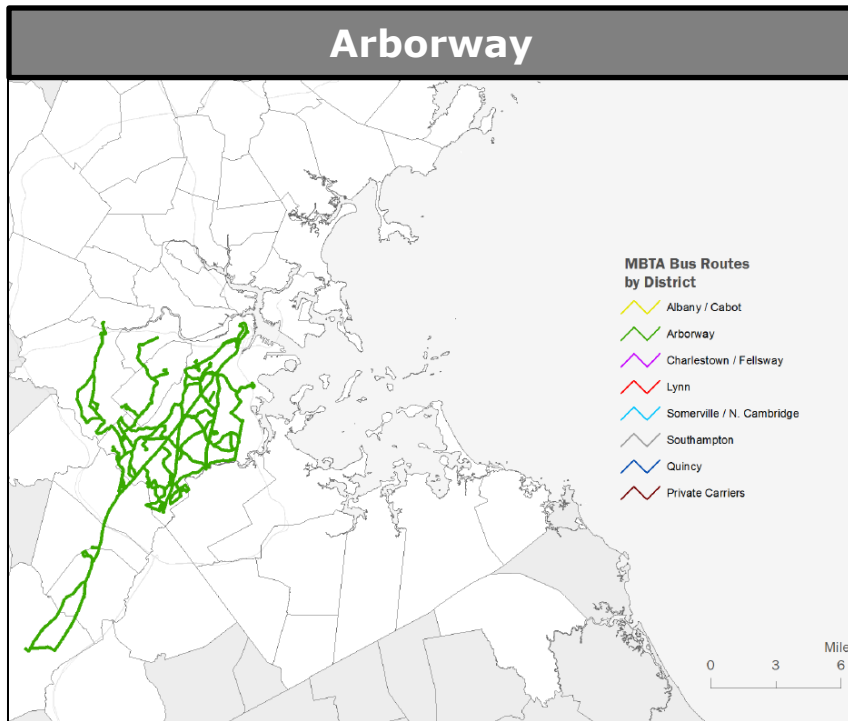 Arborway
MBTA Bus Routes
by District
Albany / Cabot
Arborway
Charlestown / Fellsway
Lynn
Somerville / N. Cambridge
Southampton
Quincy
Private Carriers
Mile
0 3 6